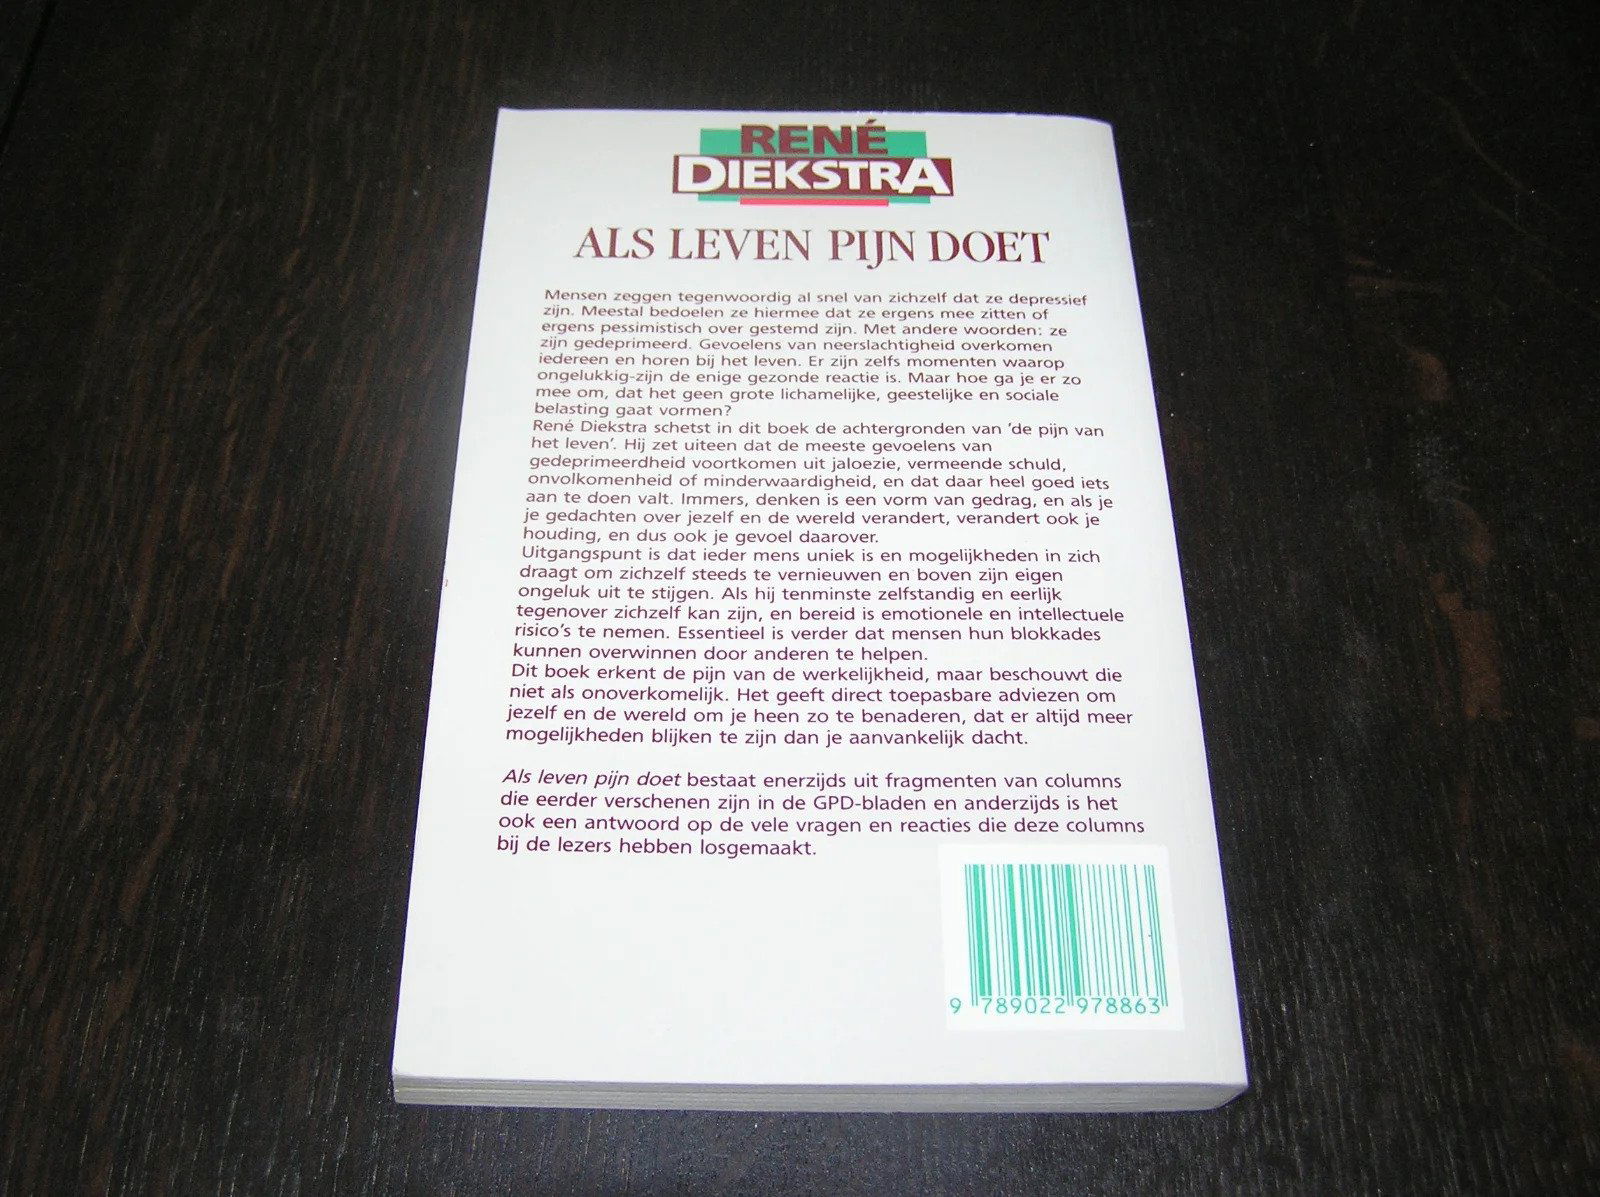 RENÉ
DIEKSTRA
ALS LEVEN PIJN DOET
Mensen zeggen tegenwoordig al snel van zichzelf dat ze depressief
zijn. Meestal bedoelen ze hiermee dat ze ergens mee zitten of
ergens pessimistisch over gestemd zijn. Met andere woorden: ze
zijn gedeprimeerd. Gevoelens van neerslachtigheid overkomen
iedereen en horen bij het leven. Er zijn zelfs momenten waarop
ongelukkig-zijn de enige gezonde reactie is. Maar hoe ga je er zo
mee om, dat het geen grote lichamelijke, geestelijke en sociale
belasting gaat vormen?
René Diekstra schetst in dit boek de achtergronden van 'de pijn van
het leven'. Hij zet uiteen dat de meeste gevoelens van
gedeprimeerdheid voortkomen uit jaloezie, vermeende schuld,
onvolkomenheid of minderwaardigheid, en dat daar heel goed iets
aan te doen valt. Immers, denken is een vorm van gedrag, en als je
je gedachten over jezelf en de wereld verandert, verandert ook je
houding, en dus ook je gevoel daarover.
Uitgangspunt is dat ieder mens uniek is en mogelijkheden in zich
draagt om zichzelf steeds te vernieuwen en boven zijn eigen
ongeluk uit te stijgen. Als hij tenminste zelfstandig en eerlijk
tegenover zichzelf kan zijn, en bereid is emotionele en intellectuele
risico's te nemen. Essentieel is verder dat mensen hun blokkades
kunnen overwinnen door anderen te helpen.
Dit boek erkent de pijn van de werkelijkheid, maar beschouwt die
niet als onoverkomelijk. Het geeft direct toepasbare adviezen om
jezelf en de wereld om je heen zo te benaderen, dat er altijd meer
mogelijkheden blijken te zijn dan je aanvankelijk dacht.
Als leven pijn doet bestaat enerzijds uit fragmenten van columns
die eerder verschenen zijn in de GPD-bladen en anderzijds is het
ook een antwoord op de vele vragen en reacties die deze columns
bij de lezers hebben losgemaakt.
9 789022 978863